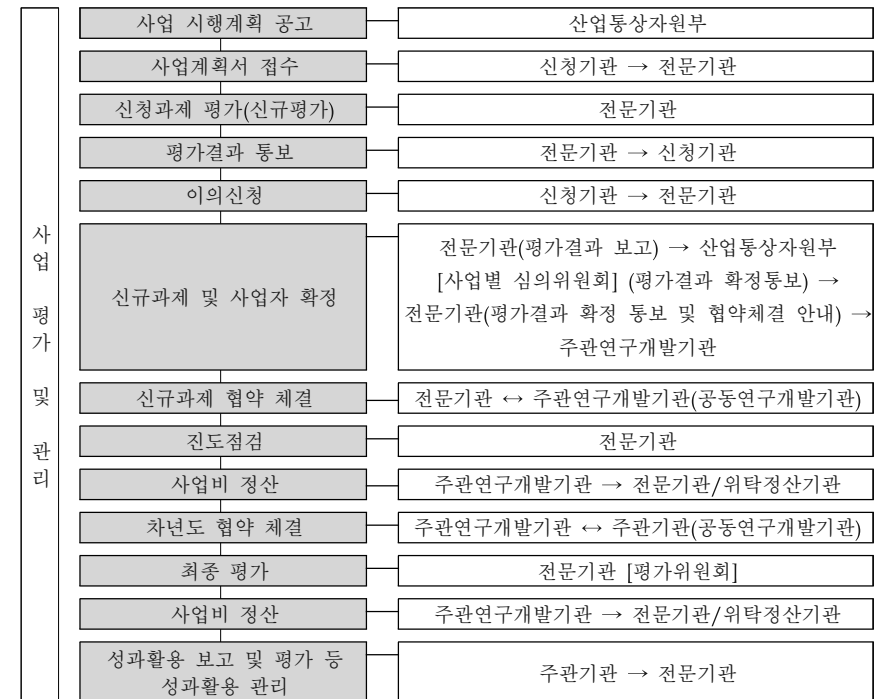 사업 평가 및 관리
사업 시행계획 공고
산업통상자원부
사업계획서 접수
신청기관 → 전문기관
신청과제 평가(신규평가)
전문기관
평가결과 통보
전문기관 → 신청기관
이의신청
신청기관 → 전문기관
신규과제 및 사업자 확정
전문기관(평가결과 보고) → 산업통상자원부
[사업별 심의위원회] (평가결과 확정통보) →
전문기관(평가결과 확정 통보 및 협약체결 안내) →
주관연구개발기관
신규과제 협약 체결
전문기관 ↔ 주관연구개발기관(공동연구개발기관)
진도점검
전문기관
사업비 정산
주관연구개발기관 → 전문기관/위탁정산기관
차년도 협약 체결
주관연구개발기관 ↔ 주관기관(공동연구개발기관)
최종 평가
전문기관 [평가위원회]
사업비 정산
주관연구개발기관 → 전문기관/위탁정산기관
성과활용 보고 및 평가 등
성과활용 관리
주관기관 → 전문기관